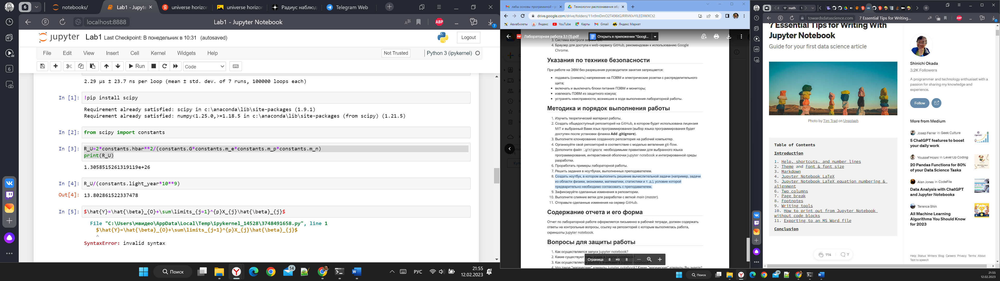 6
notebooks/
Lab1 - Jupyte
universe horizon
universe horizon
Радиус наблюд
Telegram Web
localhost:8888
Lab1 - Jupyter Notebook
ABP
7
jupyter Lab1 Last Checkpoint: В понедельник в 10:31 (autosaved)
Logout
File Edit View Insert Cell Kernel Widgets Help
Not Trusted
Python 3 (ipykernel)
Run
Code
6
2.29 µs ± 23.7 ns per loop (mean ± std. dev. of 7 runs, 100000 loops each)
In [1]: !pip install scipy
Requirement already satisfied: scipy in c:\anaconda\lib\site-packages (1.9.1)
Requirement already satisfied: numpy<1.25.0,>=1.18.5 in c:\anaconda\lib\site-packages (from scipy) (1.21.5)
In [2]: from scipy import constants
In [3]: R_U=2*constants.hbar**2/(constants.G*constants.m_e*constants.m_p*constants.m_n)
print(R_U)
1.3058515261319119e+26
In [4]: R_U/(constants.light_year*10**9)
Out[4]: 13.802861522337478
In [5]: $\hat{Y}=\hat{\beta}_{O}+\sum\limits_{j=1}^{p}X_{j}\hat{\beta}_{j}$
File "C:\Users\мвидео\AppData\Local\Temp\ipykernel_14528\3748491658.py", line 1
$\hat{Y}=\hat{\beta}_{O}+\sum\limits_{j=1}^{p}X_{j}\hat{\beta}_{j}$
^
SyntaxError: invalid syntax
Поиск
14
РУС
21:55
12.02.2023
лабы основы программной -
Технологии распознавания обр
drive.google.com/drive/folders/11n9mDmO2T496tGJRRVKIvYILEDIWXCt2
Авиабилеты
Яндекс
YouTube
Карты
Gmail
Яндекс Маркет
Лабораторная работа 3.1 (1).pdf
Открыть в приложении "Googl...
3. Система контроля версий Git.
4. Браузер для доступа к web-сервису GitHub, рекомендован к использованию Google
Chrome.
Указания по технике безопасности
При работе на ЭВМ без разрешения руководителя занятия запрещается:
• подавать (снимать) напряжение на ПЭВМ и электрические розетки с распределительного
щита;
• включать и выключать блоки питания ПЭВМ и мониторы;
• извлекать ПЭВМ из защитного кожуха;
• устранять неисправности, возникшие в ходе выполнения лабораторной работы.
Методика и порядок выполнения работы
1. Изучить теоретический материал работы.
2. Создать общедоступный репозиторий на GitHub, в котором будет использована лицензия
MIT и выбранный Вами язык программирования (выбор языка программирования будет
доступен после установки флажка Add .gitignore).
3. Выполните клонирование созданного репозитория на рабочий компьютер.
4. Организуйте свой репозиторий в соответствие с моделью ветвления git-flow.
5. Дополните файл .gitignore необходимыми правилами для выбранного языка
программирования, интерактивной оболочки Jupyter notebook и интегрированной среды
разработки.
6. Проработать примеры лабораторной работы.
7. Решить задания в ноутбуках, выполненных преподавателем.
8. Создать ноутбук, в котором выполнить решение вычислительной задачи (например, задачи
из области физики, экономики, математики, статистики и т. д.), условие которой
предварительно необходимо согласовать с преподавателем.
9. Зафиксируйте сделанные изменения в репозитории.
10. Выполните слияние ветки для разработки с веткой main (master).
11. Отправьте сделанные изменения на сервер GitHub.
Содержание отчета и его форма
Отчет по лабораторной работе оформляется письменно в рабочей тетради, должен содержать
ответы на контрольные вопросы, ссылку на репозиторий с которым выполнялась работа,
скриншоты Jupyter notebook.
Вопросы для защиты работы
1. Как осуществляется запуск Jupyter notebook?
2. Какие существуют типы ячеек в Jupyter notebook?
3. Как осуществляется работа с ячейками в Jupyter notebook?
4. Что такое "магические" команды Jupyter notebook? Какие "магические" команды Вы знаете?
Страница 8 из 8
17 math 1
towardsdatascience.com
7 Essential Tips for Writing...
ABP
7
49
7 Essential Tips for Writing With
Jupyter Notebook
Guide for your first data science article
Photo by Tim Trad on Unsplash
Table of Contents
Introduction
1. Help, shortcuts, and number lines
2. Theme and Font & font size
3. Markdown
4. Jupyter Notebook LaTeX
5. Jupyter Notebook LaTeX equation numbering &
alignment
6. Two columns
7. Page break
8. Footnotes
9. Writing tools
10. How to print out from Jupyter Notebook
without code blocks
11. Exporting to an MS Word file
Conclusion
774
7
Shinichi Okada
3.2K Followers
A programmer and technology enthusiast with a
passion for sharing my knowledge and
experience.
Follow
More from Medium
Josep Ferrer in Geek Culture
5 ChatGPT features to boost
your daily work
OpenAI
Youssef Hosni in Level Up Coding
20 Pandas Functions for 80%
of your Data Science Tasks
Alan Jones in CodeFile
Data Analysis with ChatGPT
and Jupyter Notebooks
Terence Shin
All Machine Learning
Algorithms You Should Know
for 2023
Help Status Writers Blog Careers Privacy Terms About
Text to speech
Поиск
14
21:55
12.02.2023